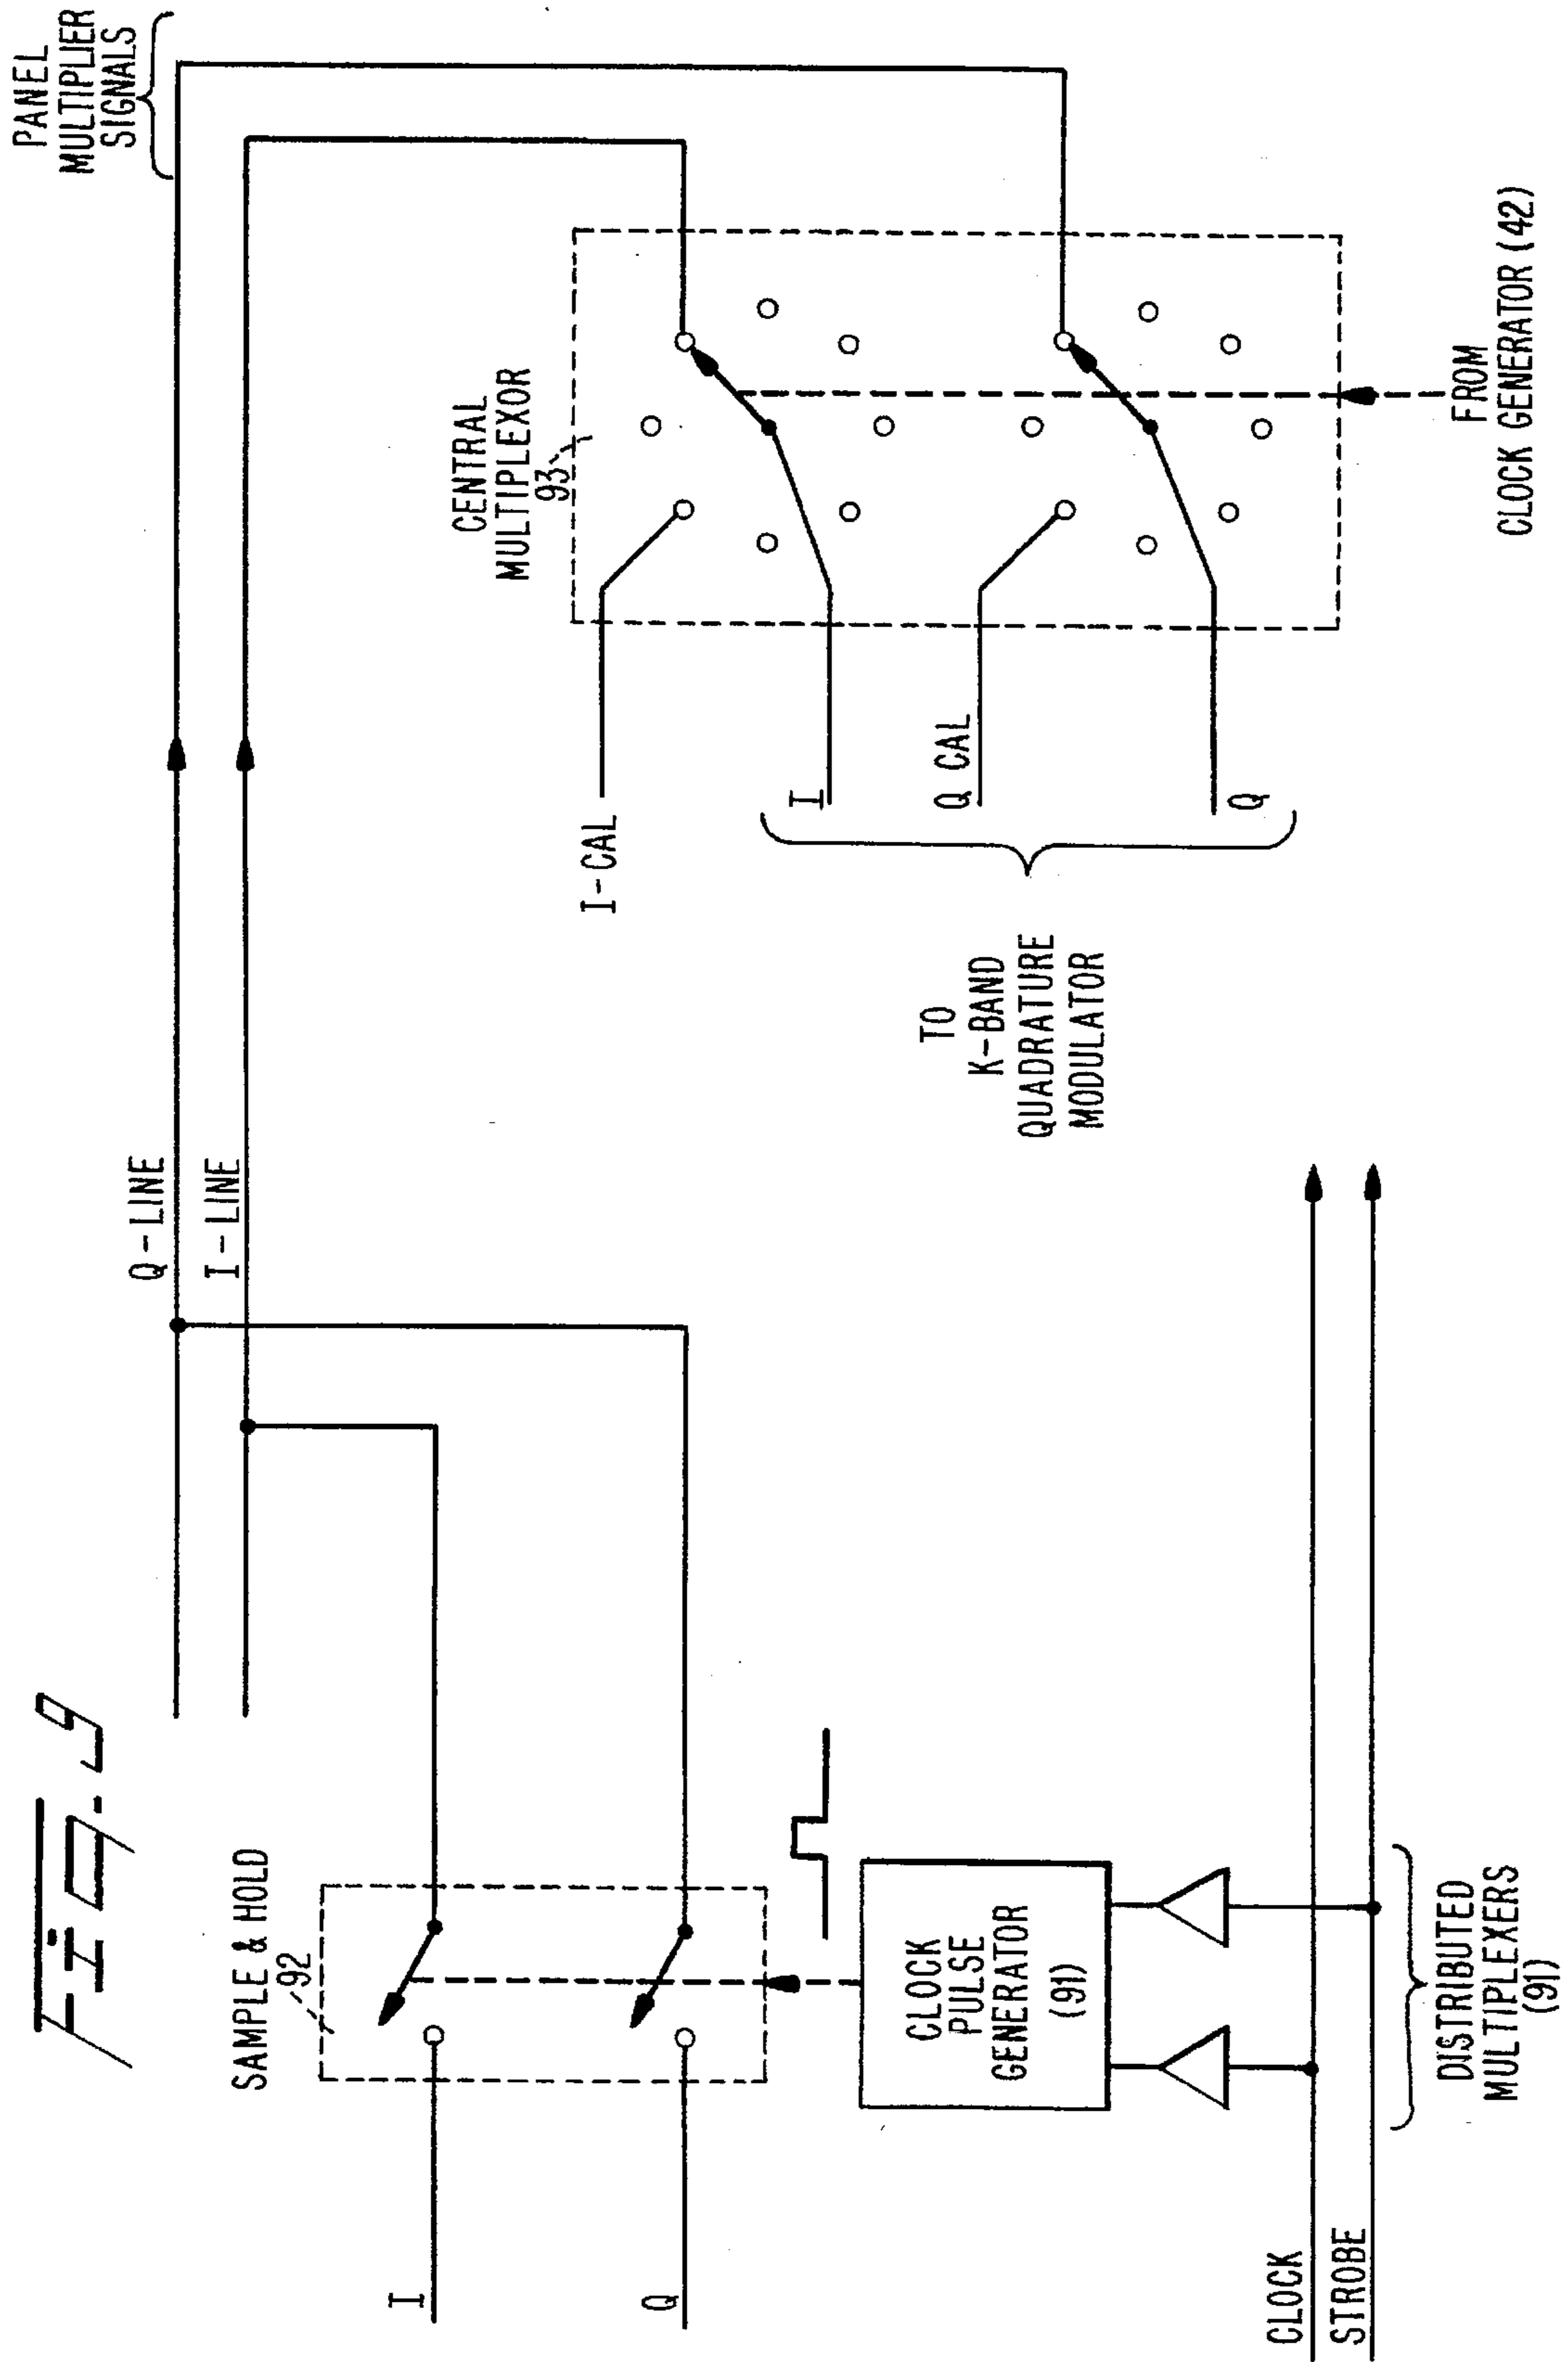 Fig. 9
PANEL
MULTIPLIER
SIGNALS
Q-LINE
I-LINE
SAMPLE & HOLD
92
I
Q
CLOCK
PULSE
GENERATOR
(91)
CLOCK
STROBE
DISTRIBUTED
MULTIPLEXERS
(91)
CENTRAL
MULTIPLEXOR
93
I-CAL
I
Q CAL
Q
TO
K-BAND
QUADRATURE
MODULATOR
FROM
CLOCK GENERATOR (42)